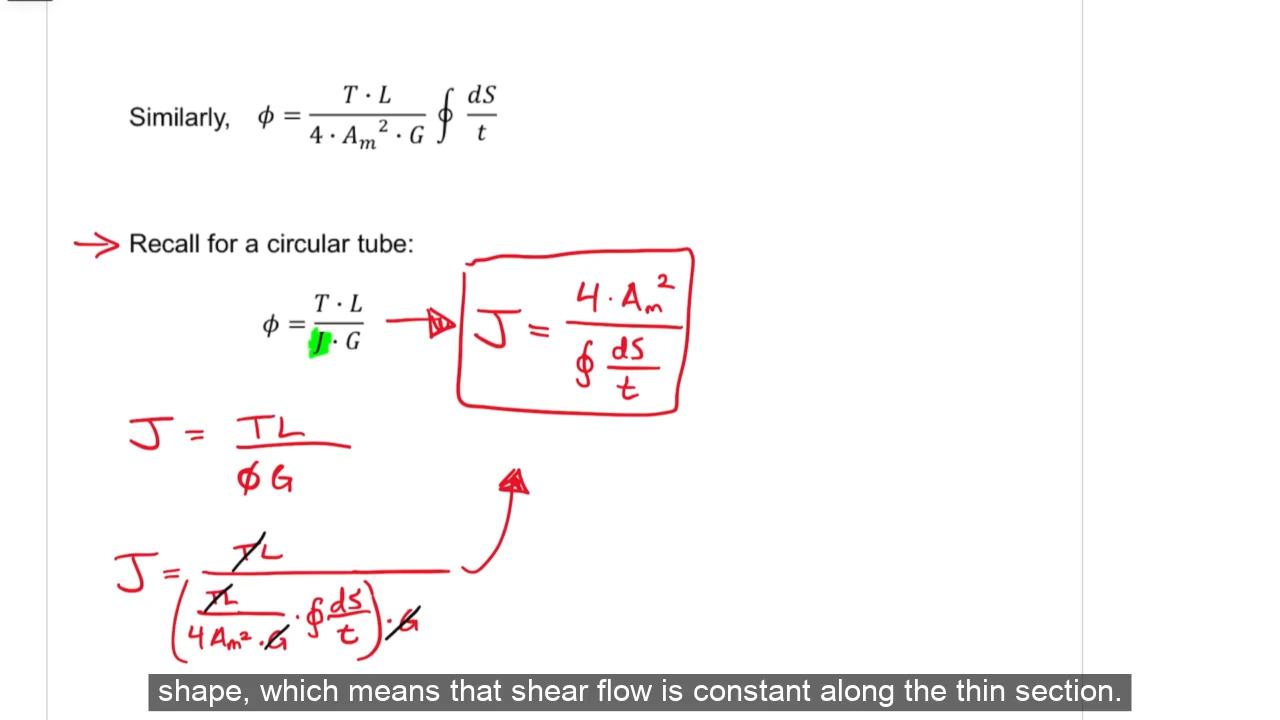 Similarly, ϕ = T · L / 4 · Aₘ² · G ∮ dS / t
Recall for a circular tube:
ϕ = T · L / J · G
J = 4 · Aₘ² / ∮ dS / t
J = TL / ϕG
J = TL / (TL / 4Aₘ² · G · ∮ dS / t) · G
shape, which means that shear flow is constant along the thin section.